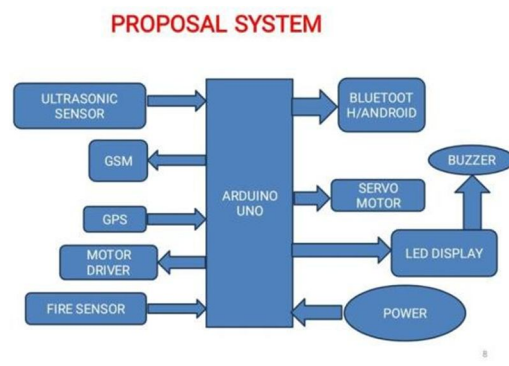 PROPOSAL SYSTEM
ULTRASONIC
SENSOR
GSM
GPS
MOTOR
DRIVER
FIRE SENSOR
ARDUINO
UNO
BLUETOOT
H/ANDROID
BUZZER
SERVO
MOTOR
LED DISPLAY
POWER
8